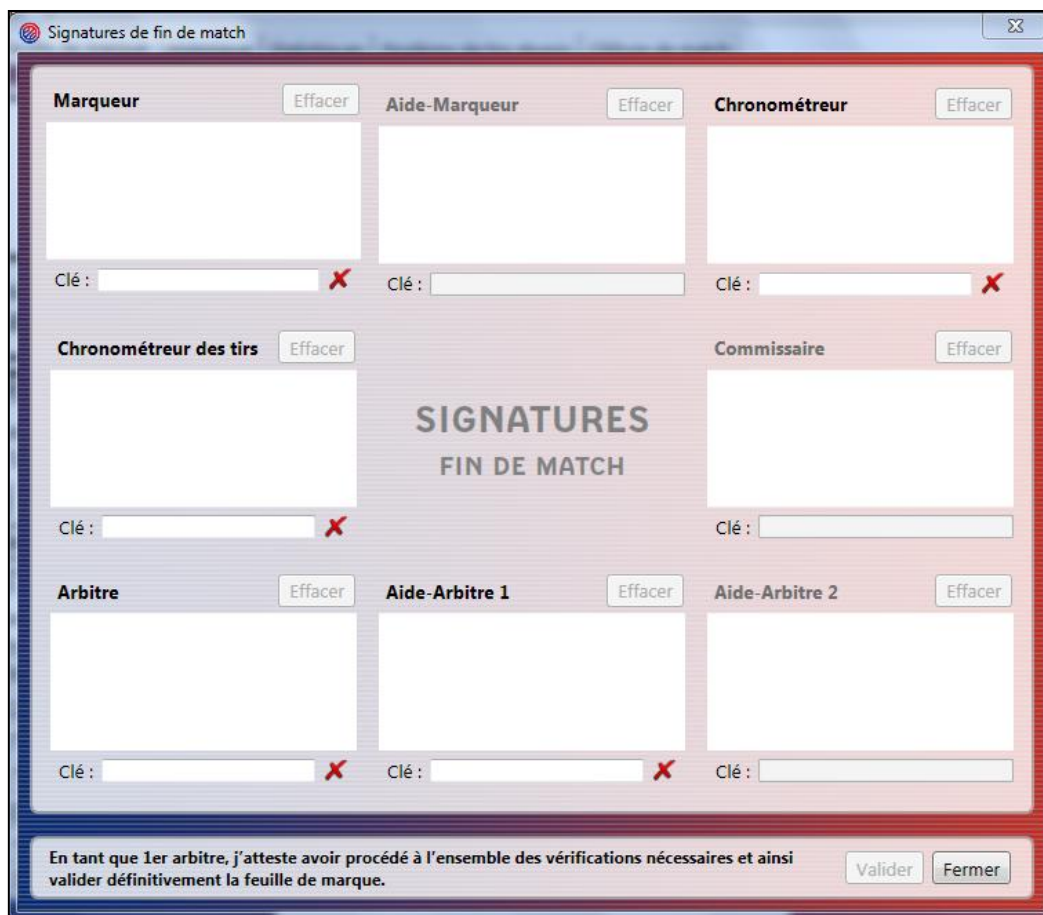 Signatures de fin de match
Marqueur Effacer Aide-Marqueur Effacer Chronométreur Effacer
Clé : Clé : Clé :
Chronométreur des tirs Effacer Commissaire Effacer
SIGNATURES
FIN DE MATCH
Clé : Clé :
Arbitre Effacer Aide-Arbitre 1 Effacer Aide-Arbitre 2 Effacer
Clé : Clé : Clé :
En tant que 1er arbitre, j’atteste avoir procédé à l’ensemble des vérifications nécessaires et ainsi
valider définitivement la feuille de marque.
Valider Fermer